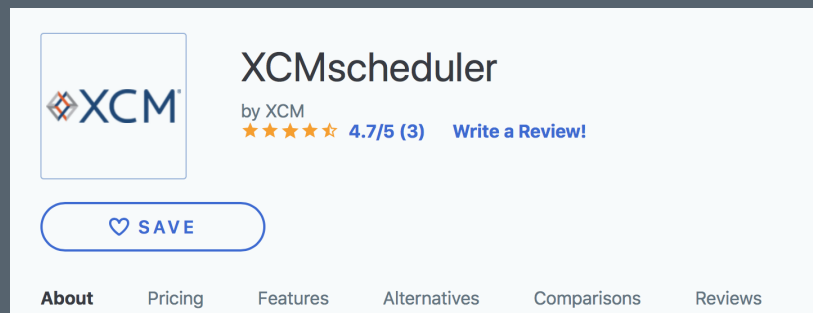 XCM
XCMscheduler
by XCM
4.7/5 (3) Write a Review!
SAVE
About Pricing Features Alternatives Comparisons Reviews